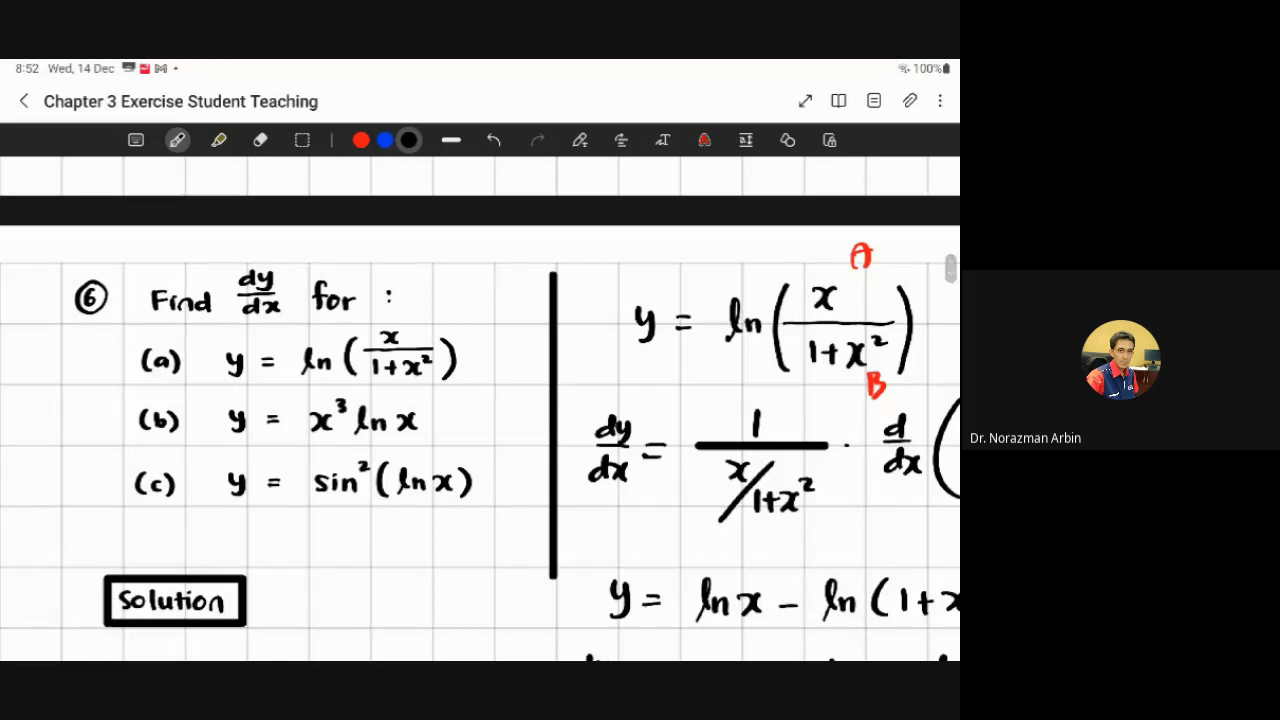 8:52 Wed, 14 Dec
100%
Chapter 3 Exercise Student Teaching
⑥ Find dy/dx for :
(a) y = ln(x/(1+x²))
(b) y = x³ ln x
(c) y = sin²(ln x)
Solution
A
y = ln(x/(1+x²))
B
dy/dx = 1/(x/1+x²) · d/dx (
y = ln x − ln (1+x
Dr. Norazman Arbin